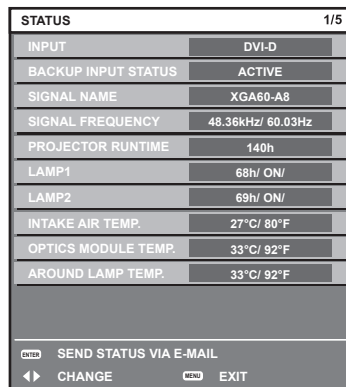 STATUS 1/5
INPUT DVI-D
BACKUP INPUT STATUS ACTIVE
SIGNAL NAME XGA60-A8
SIGNAL FREQUENCY 48.36kHz/ 60.03Hz
PROJECTOR RUNTIME 140h
LAMP1 68h/ ON/
LAMP2 69h/ ON/
INTAKE AIR TEMP. 27°C/ 80°F
OPTICS MODULE TEMP. 33°C/ 92°F
AROUND LAMP TEMP. 33°C/ 92°F
ENTER SEND STATUS VIA E-MAIL
CHANGE MENU EXIT